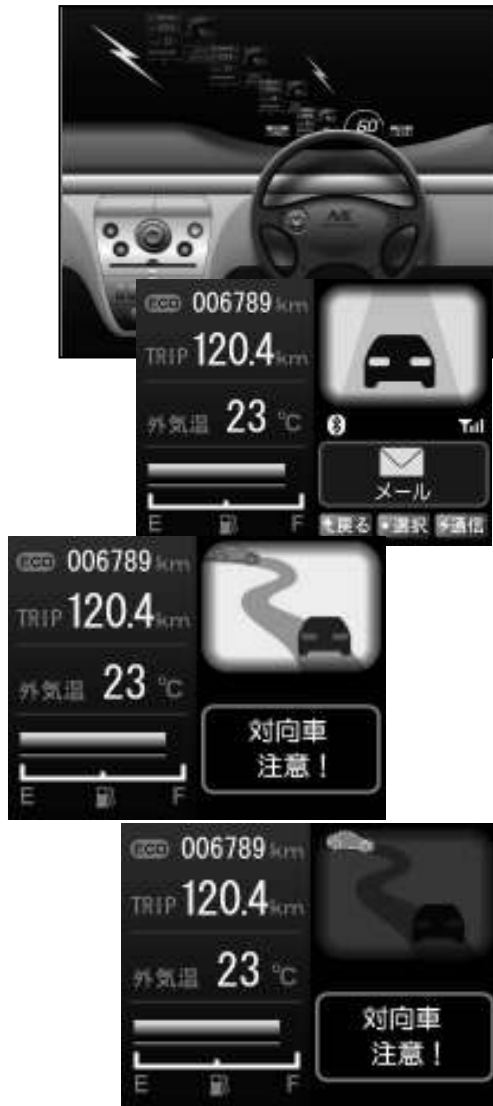 60
ECO 006789 km
TRIP 120.4 km
外気温 23 ℃
E F
メール
戻る 選択 通信
ECO 006789 km
TRIP 120.4 km
外気温 23 ℃
E F
対向車
注意！
ECO 006789 km
TRIP 120.4 km
外気温 23 ℃
E F
対向車
注意！